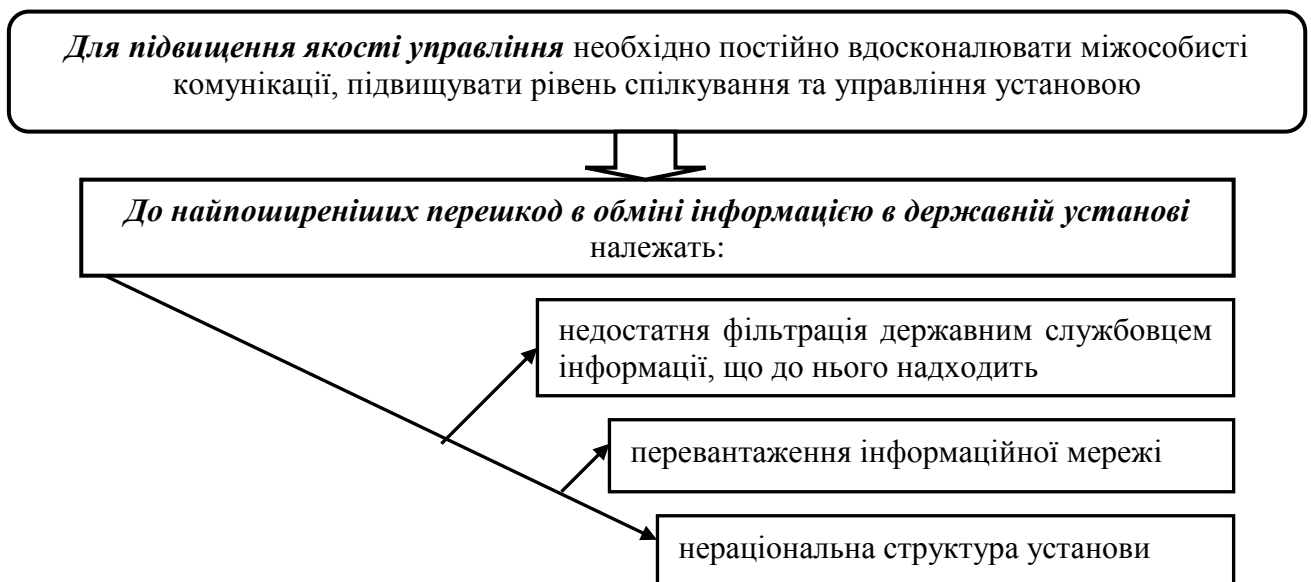 Для підвищення якості управління необхідно постійно вдосконалювати міжособисті
комунікації, підвищувати рівень спілкування та управління установою
До найпоширеніших перешкод в обміні інформацією в державній установі
належать:
недостатня фільтрація державним службовцем
інформації, що до нього надходить
перевантаження інформаційної мережі
нераціональна структура установи